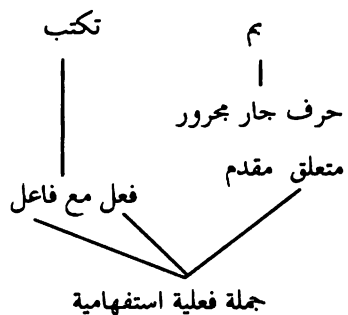 بم تكتب
حرف جار مجرور
متعلق مقدم
فعل مع فاعل
جملة فعلية استفهامية